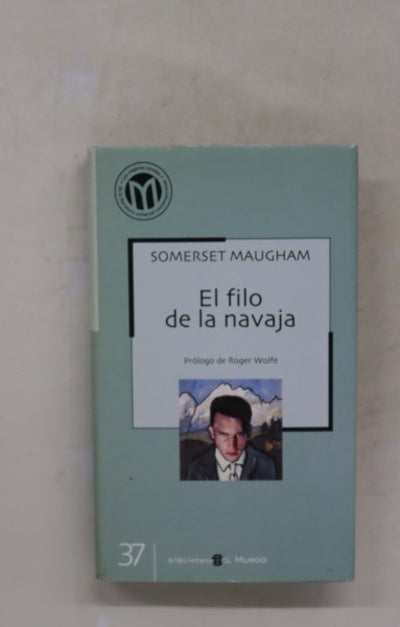 M
SOMERSET MAUGHAM
El filo
de la navaja
Prólogo de Roger Wolfe
37
BIBLIOTECA EL MUNDO